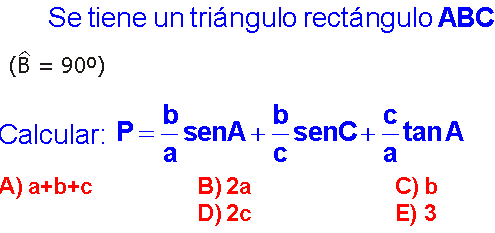 Se tiene un triángulo rectángulo ABC
(B̂ = 90º)
Calcular: P = b/a senA + b/c senC + c/a tanA
A) a+b+c B) 2a C) b
D) 2c E) 3